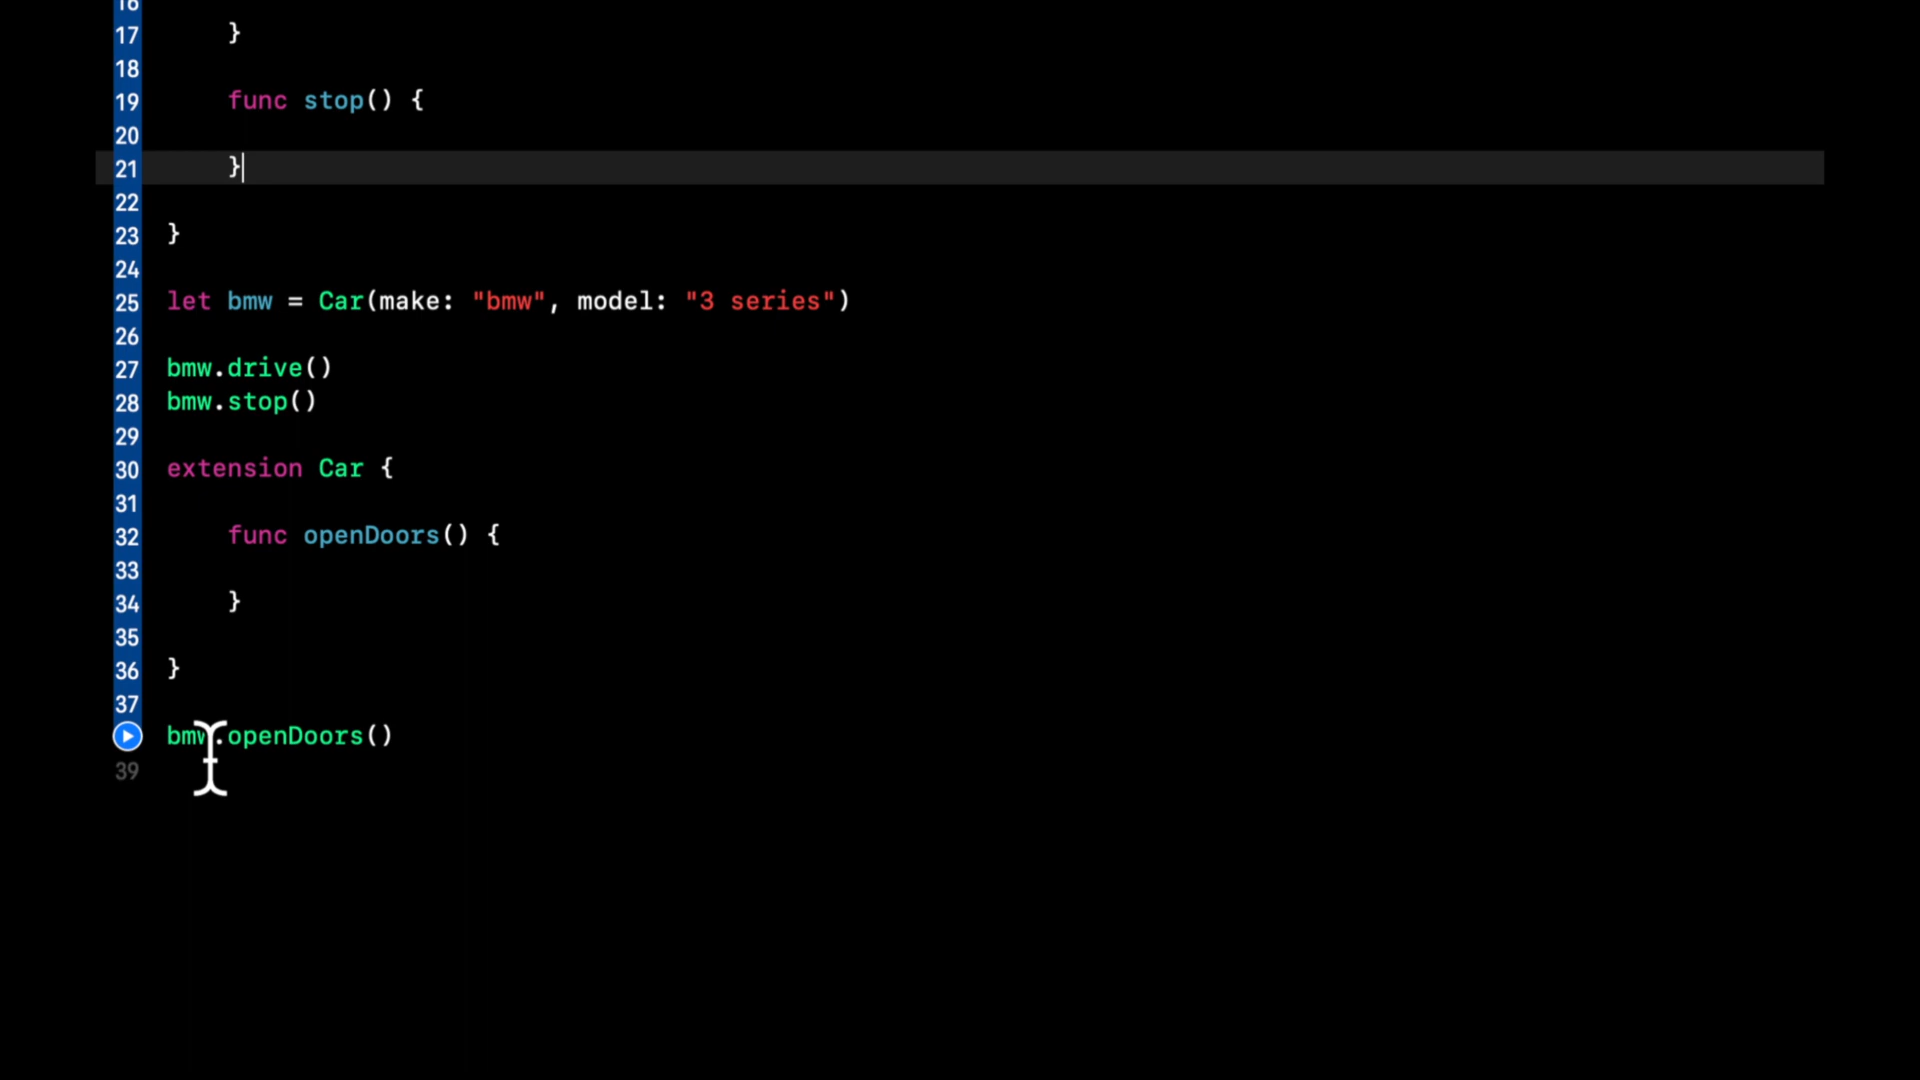 16
17 }
18
19 func stop() {
20
21 }
22
23 }
24
25 let bmw = Car(make: "bmw", model: "3 series")
26
27 bmw.drive()
28 bmw.stop()
29
30 extension Car {
31
32 func openDoors() {
33
34 }
35
36 }
37
bmw.openDoors()
39